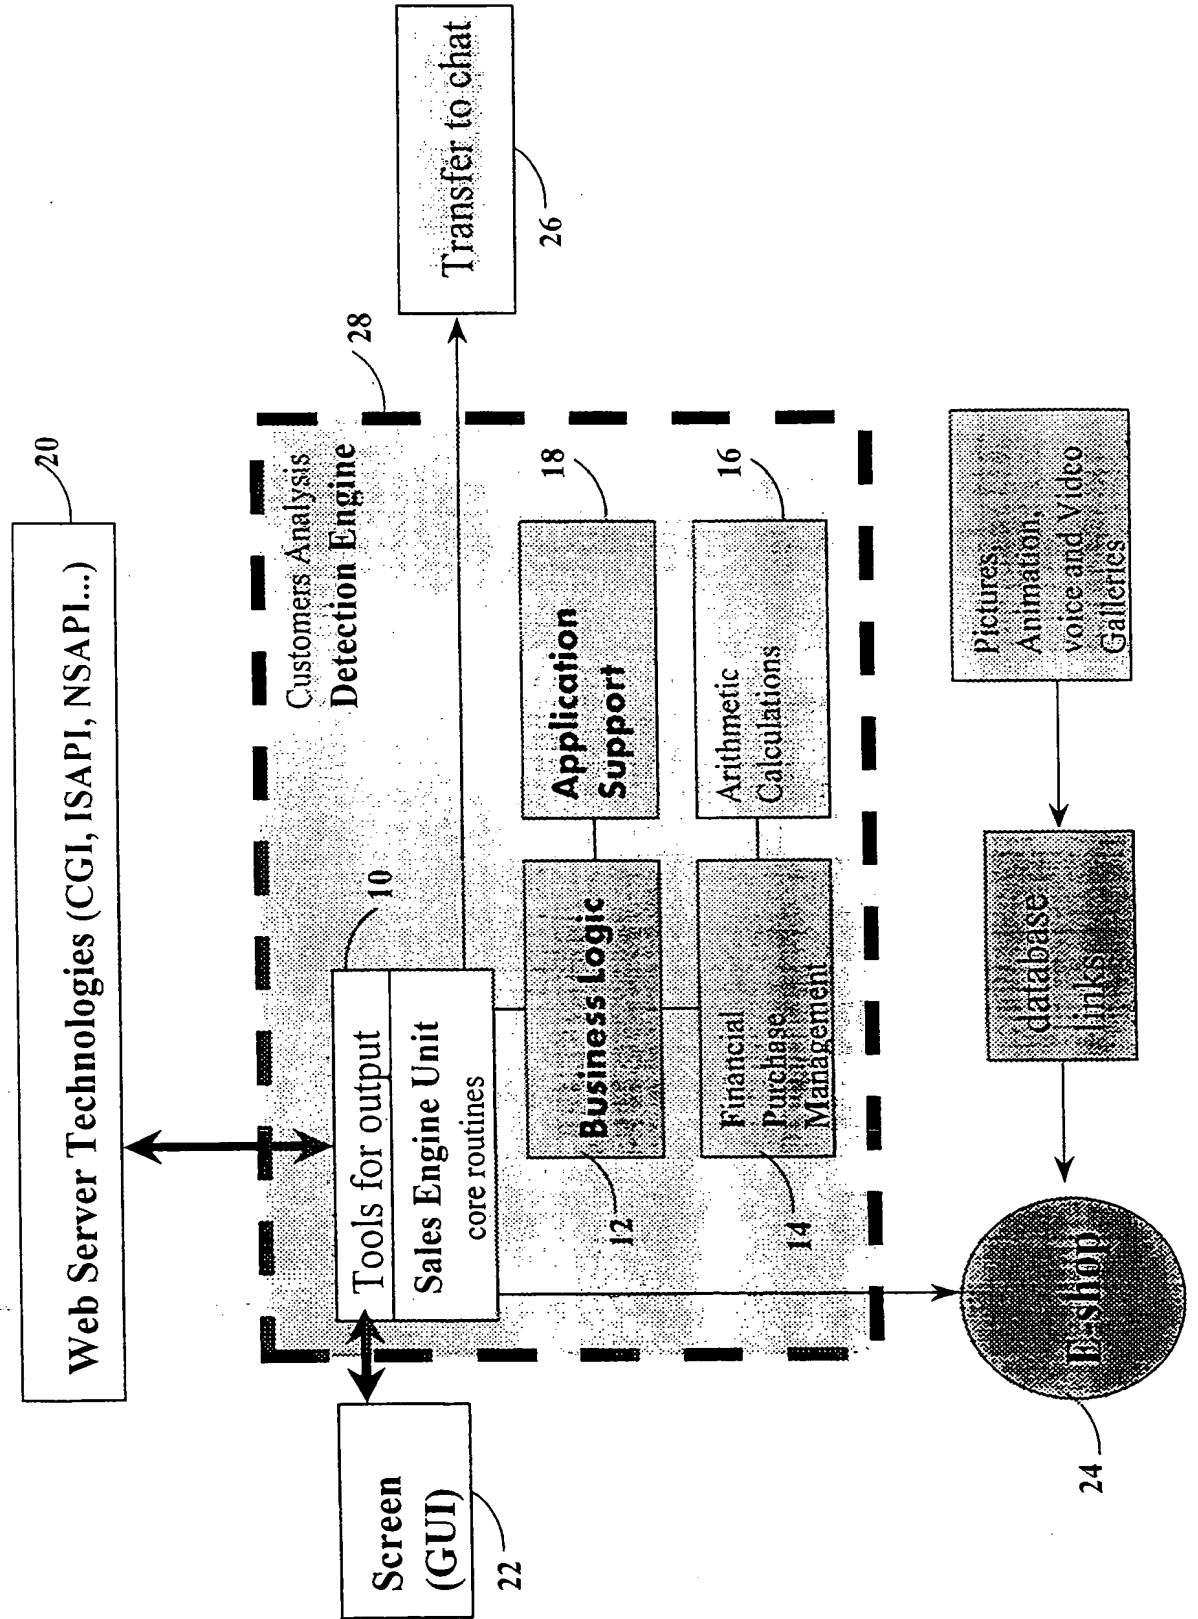 Web Server Technologies (CGI, ISAPI, NSAPI...)
20
Customers Analysis
Detection Engine
28
Screen
(GUI)
22
Tools for output
Sales Engine Unit
core routines
10
Transfer to chat
26
Business Logic
12
Application
Support
18
Financial
Purchase
Management
14
Arithmetic
Calculations
16
E-shop
24
database
links
Pictures,
Animation,
voice and Video
Galleries